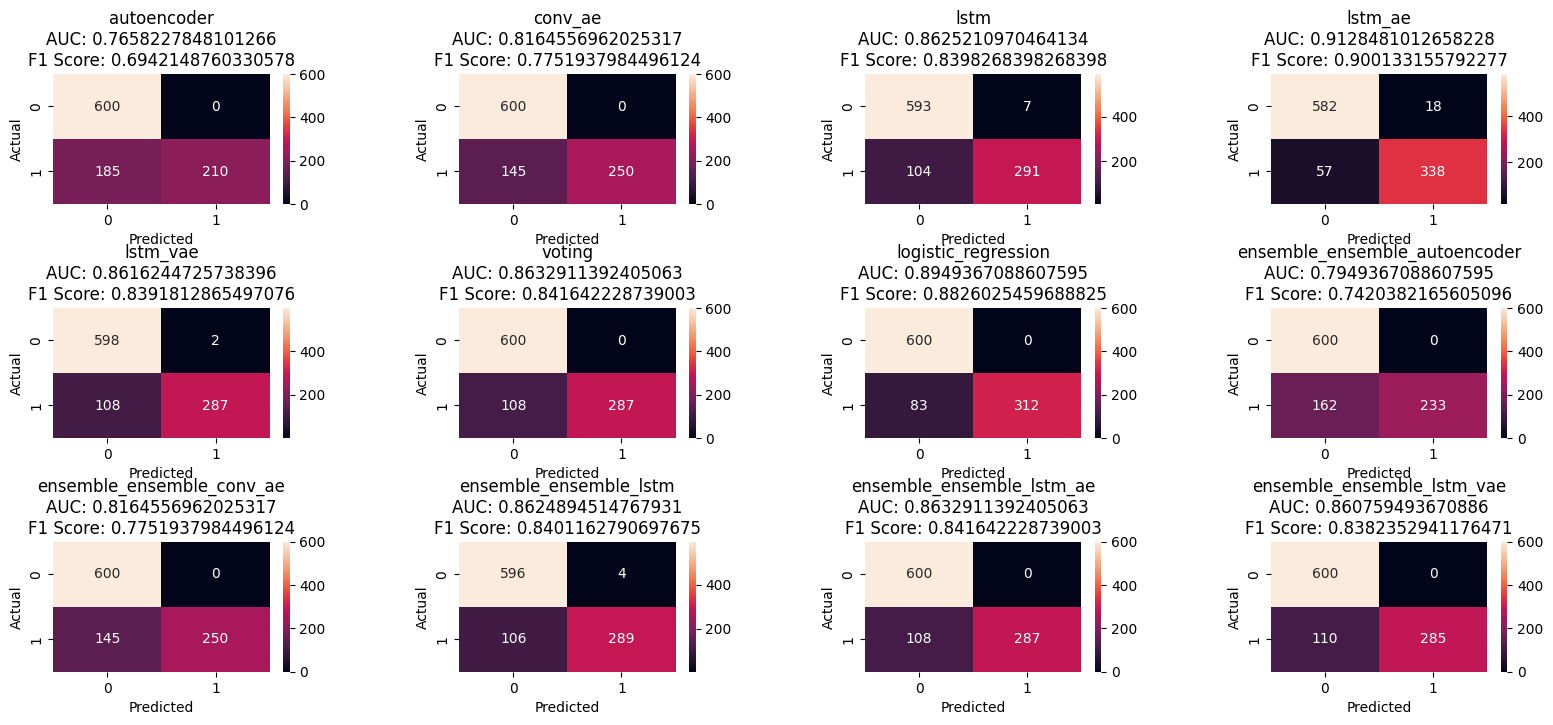 autoencoder
AUC: 0.7658227848101266
F1 Score: 0.6942148760330578
600
0
185
210
0
1
0
1
Actual
Predicted
600
400
200
0
conv_ae
AUC: 0.8164556962025317
F1 Score: 0.7751937984496124
600
0
145
250
0
1
0
1
Actual
Predicted
600
400
200
0
lstm
AUC: 0.8625210970464134
F1 Score: 0.8398268398268398
593
7
104
291
0
1
0
1
Actual
Predicted
400
200
lstm_ae
AUC: 0.9128481012658228
F1 Score: 0.900133155792277
582
18
57
338
0
1
0
1
Actual
Predicted
400
200
lstm_vae
AUC: 0.8616244725738396
F1 Score: 0.8391812865497076
598
2
108
287
0
1
0
1
Actual
Predicted
400
200
voting
AUC: 0.8632911392405063
F1 Score: 0.841642228739003
600
0
108
287
0
1
0
1
Actual
Predicted
600
400
200
0
logistic_regression
AUC: 0.8949367088607595
F1 Score: 0.8826025459688825
600
0
83
312
0
1
0
1
Actual
Predicted
600
400
200
0
ensemble_ensemble_autoencoder
AUC: 0.7949367088607595
F1 Score: 0.7420382165605096
600
0
162
233
0
1
0
1
Actual
Predicted
600
400
200
0
ensemble_ensemble_conv_ae
AUC: 0.8164556962025317
F1 Score: 0.7751937984496124
600
0
145
250
0
1
0
1
Actual
Predicted
600
400
200
0
ensemble_ensemble_lstm
AUC: 0.8624894514767931
F1 Score: 0.8401162790697675
596
4
106
289
0
1
0
1
Actual
Predicted
400
200
ensemble_ensemble_lstm_ae
AUC: 0.8632911392405063
F1 Score: 0.841642228739003
600
0
108
287
0
1
0
1
Actual
Predicted
600
400
200
0
ensemble_ensemble_lstm_vae
AUC: 0.860759493670886
F1 Score: 0.8382352941176471
600
0
110
285
0
1
0
1
Actual
Predicted
600
400
200
0